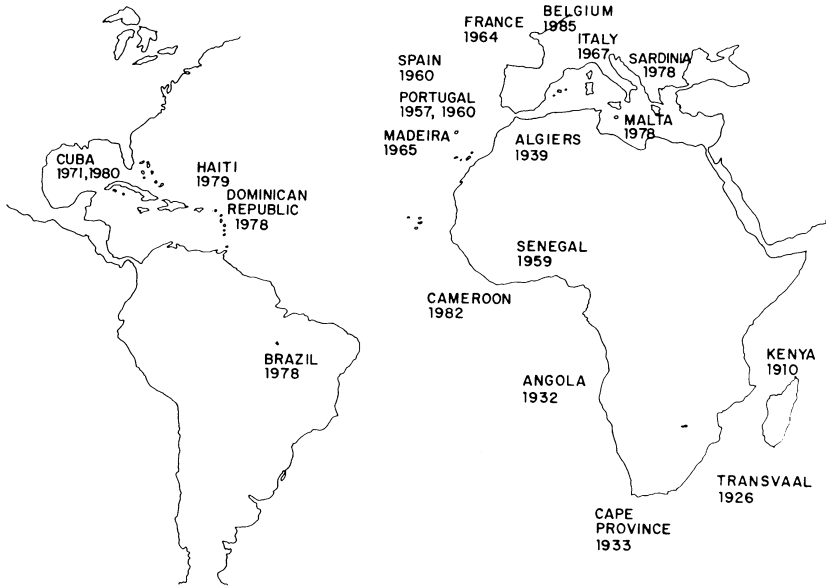 BELGIUM
1985
FRANCE
1964
ITALY
1967
SPAIN
1960
SARDINIA
1978
PORTUGAL
1957, 1960
MALTA
1978
MADEIRA
1965
ALGIERS
1939
CUBA
1971,1980
HAITI
1979
DOMINICAN
REPUBLIC
1978
SENEGAL
1959
CAMEROON
1982
BRAZIL
1978
KENYA
1910
ANGOLA
1932
TRANSVAAL
1926
CAPE
PROVINCE
1933